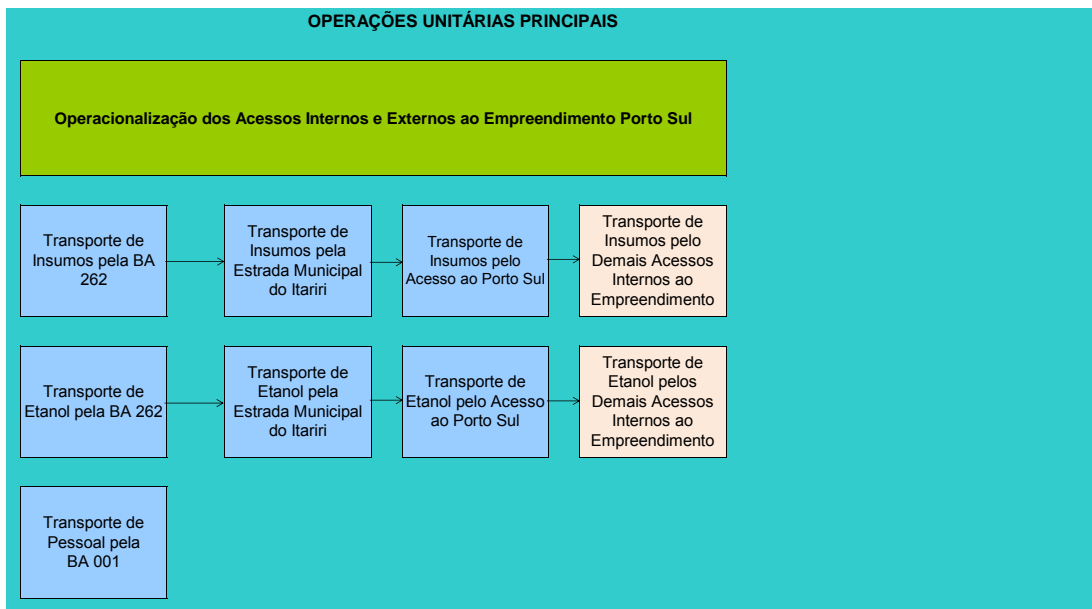 OPERAÇÕES UNITÁRIAS PRINCIPAIS
Operacionalização dos Acessos Internos e Externos ao Empreendimento Porto Sul
Transporte de
Insumos pela BA
262
Transporte de
Insumos pela
Estrada Municipal
do Itariri
Transporte de
Insumos pelo
Acesso ao Porto Sul
Transporte de
Insumos pelo
Demais Acessos
Internos ao
Empreendimento
Transporte de
Etanol pela BA 262
Transporte de
Etanol pela
Estrada Municipal
do Itariri
Transporte de
Etanol pelo Acesso
ao Porto Sul
Transporte de
Etanol pelos
Demais Acessos
Internos ao
Empreendimento
Transporte de
Pessoal pela
BA 001